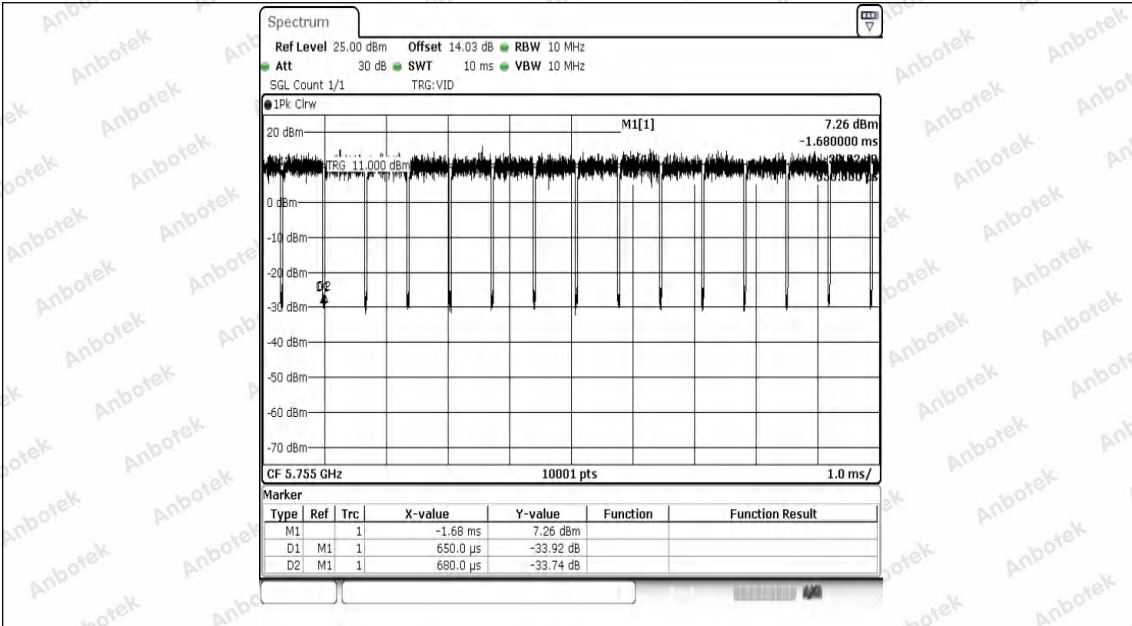 Spectrum
Ref Level 25.00 dBm Offset 14.03 dB RBW 10 MHz
Att 30 dB SWT 10 ms VBW 10 MHz
SGL Count 1/1 TRG:VID
1Pk Clrw
M1[1] 7.26 dBm
-1.680000 ms
20 dBm
TRG 11.000 dBm
0 dBm
-10 dBm
-20 dBm
D2
-30 dBm
-40 dBm
-50 dBm
-60 dBm
-70 dBm
CF 5.755 GHz 10001 pts 1.0 ms/
Marker
Type Ref Trc X-value Y-value Function Function Result
M1 1 -1.68 ms 7.26 dBm
D1 M1 1 650.0 µs -33.92 dB
D2 M1 1 680.0 µs -33.74 dB
Anbotek